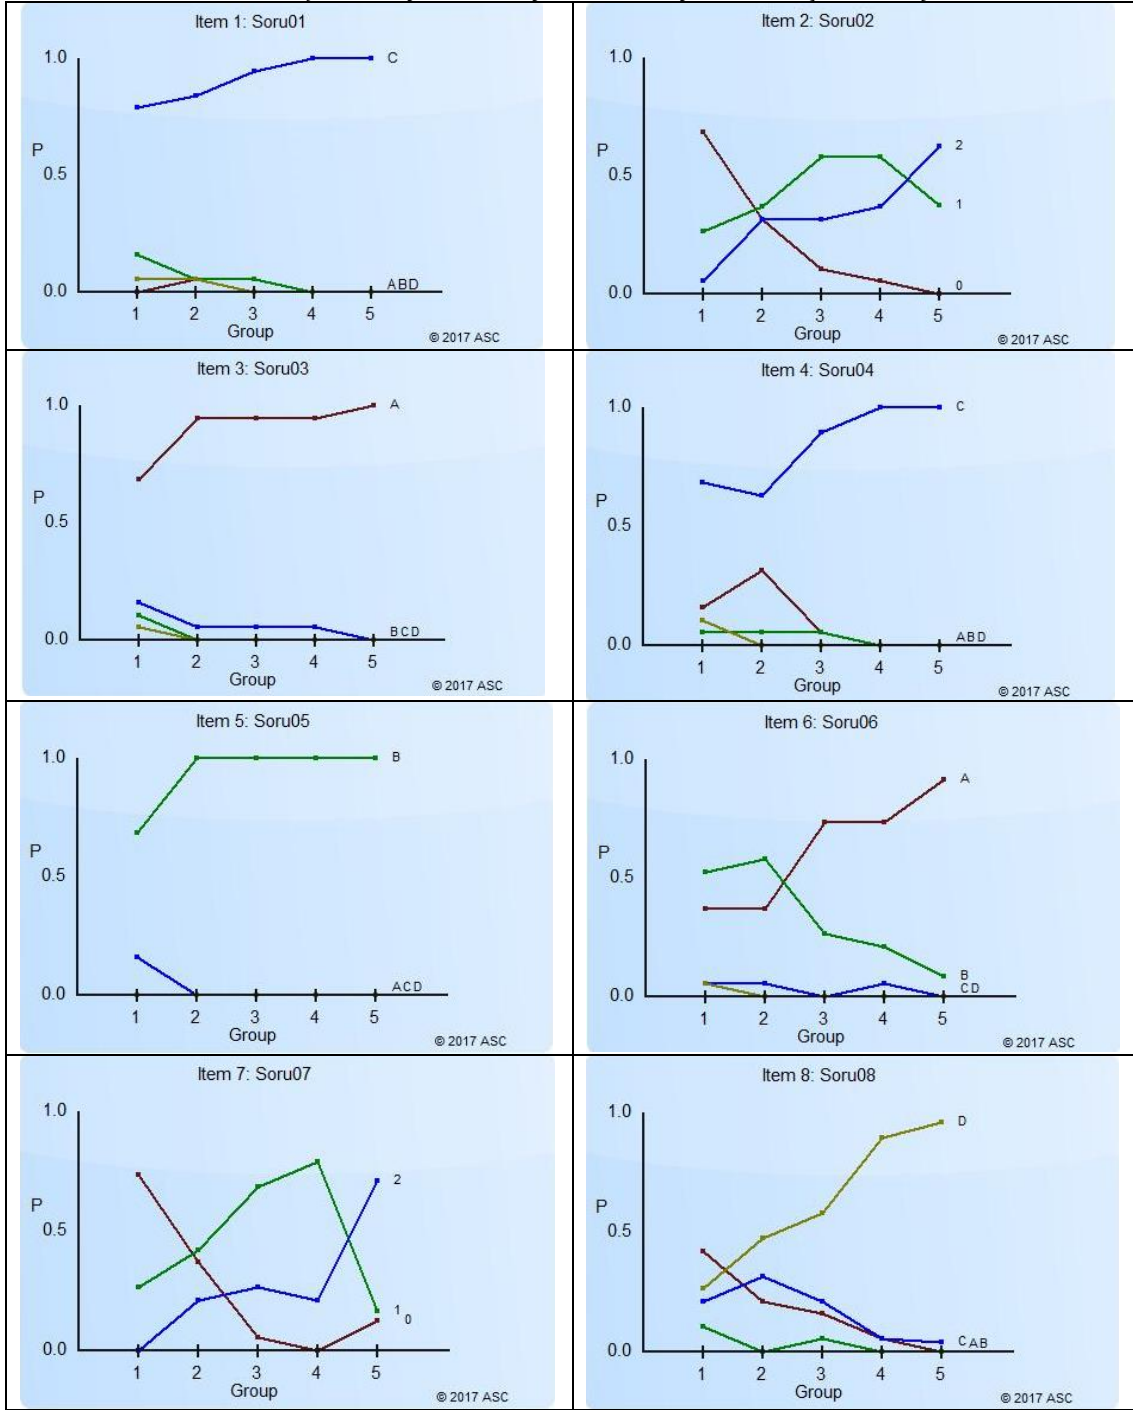 Item 1: Soru01
1.0
C
P
0.5
0.0
ABD
1 2 3 4 5
Group
© 2017 ASC
Item 2: Soru02
1.0
2
P
0.5
1
0.0
0
1 2 3 4 5
Group
© 2017 ASC
Item 3: Soru03
1.0
A
P
0.5
0.0
BCD
1 2 3 4 5
Group
© 2017 ASC
Item 4: Soru04
1.0
C
P
0.5
0.0
ABD
1 2 3 4 5
Group
© 2017 ASC
Item 5: Soru05
1.0
B
P
0.5
0.0
ACD
1 2 3 4 5
Group
© 2017 ASC
Item 6: Soru06
1.0
A
P
0.5
B
CD
0.0
1 2 3 4 5
Group
© 2017 ASC
Item 7: Soru07
1.0
2
P
0.5
1 0
0.0
1 2 3 4 5
Group
© 2017 ASC
Item 8: Soru08
1.0
D
P
0.5
C AB
0.0
1 2 3 4 5
Group
© 2017 ASC